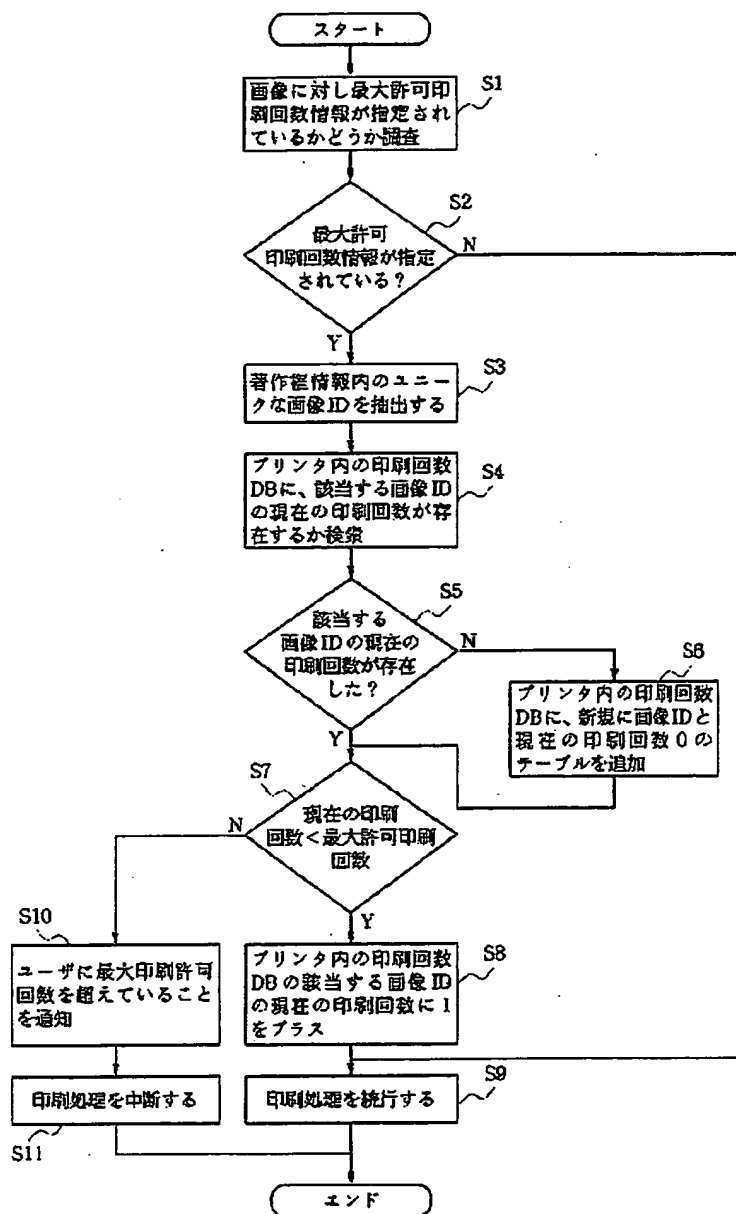 スタート
S1
画像に対し最大許可印
刷回数情報が指定され
ているかどうか調査
S2
最大許可
印刷回数情報が指定
されている？
N
Y
S3
著作権情報内のユニー
クな画像IDを抽出する
S4
プリンタ内の印刷回数
DBに、該当する画像ID
の現在の印刷回数が存
在するか検索
S5
該当する
画像IDの現在の
印刷回数が存在
した？
N
Y
S6
プリンタ内の印刷回数
DBに、新規に画像IDと
現在の印刷回数0の
テーブルを追加
S7
現在の印刷
回数＜最大許可印刷
回数
N
Y
S10
ユーザに最大印刷許可
回数を超えていること
を通知
S8
プリンタ内の印刷回数
DBの該当する画像ID
の現在の印刷回数に1
をプラス
印刷処理を中断する
S11
S9
印刷処理を続行する
エンド